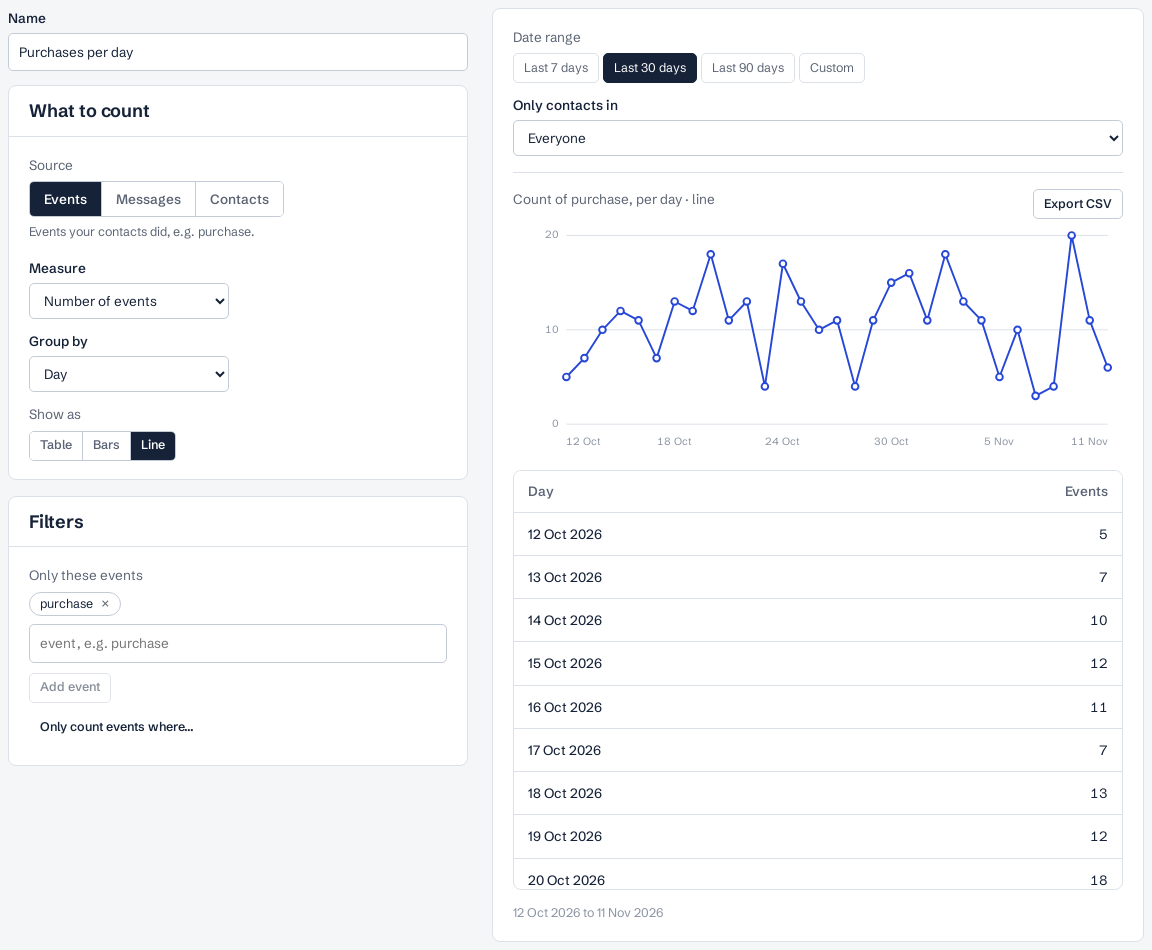 Name
Purchases per day
What to count
Source
Events Messages Contacts
Events your contacts did, e.g. purchase.
Measure
Number of events
Group by
Day
Show as
Table Bars Line
Filters
Only these events
purchase ×
event, e.g. purchase
Add event
Only count events where...
Date range
Last 7 days Last 30 days Last 90 days Custom
Only contacts in
Everyone
Count of purchase, per day · line
Export CSV
20
10
0
12 Oct 18 Oct 24 Oct 30 Oct 5 Nov 11 Nov
Day Events
12 Oct 2026 5
13 Oct 2026 7
14 Oct 2026 10
15 Oct 2026 12
16 Oct 2026 11
17 Oct 2026 7
18 Oct 2026 13
19 Oct 2026 12
20 Oct 2026 18
12 Oct 2026 to 11 Nov 2026